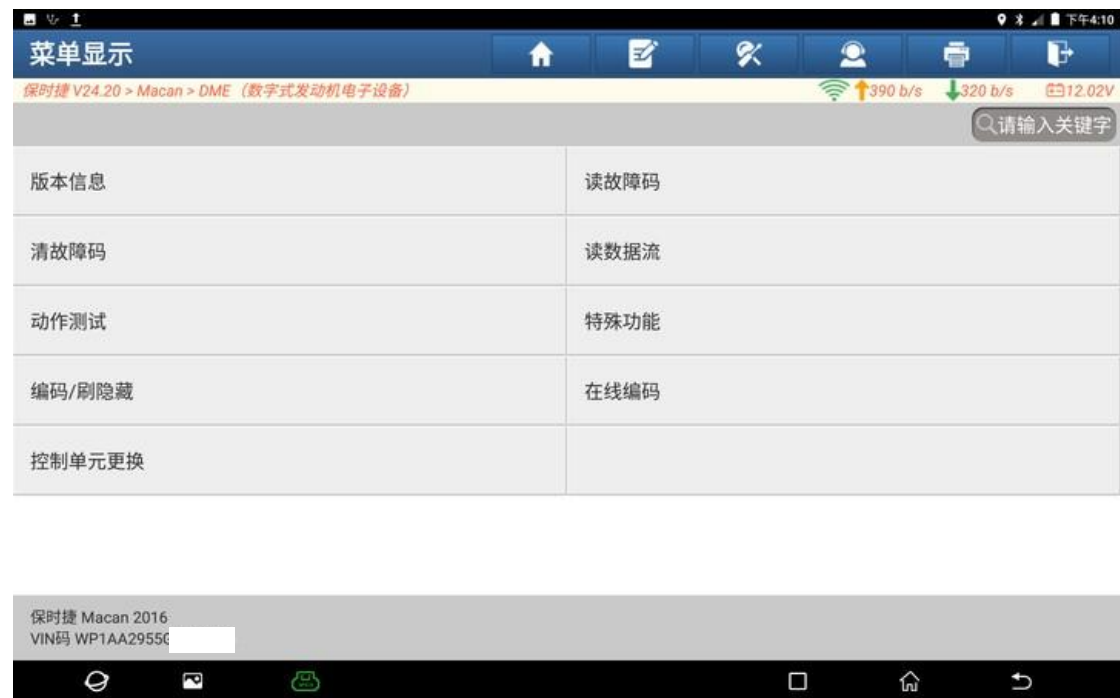 下午4:10
菜单显示
保时捷 V24.20 > Macan > DME（数字式发动机电子设备） 390 b/s 320 b/s 12.02V
请输入关键字
版本信息 读故障码
清故障码 读数据流
动作测试 特殊功能
编码/刷隐藏 在线编码
控制单元更换
保时捷 Macan 2016
VIN码 WP1AA2955G